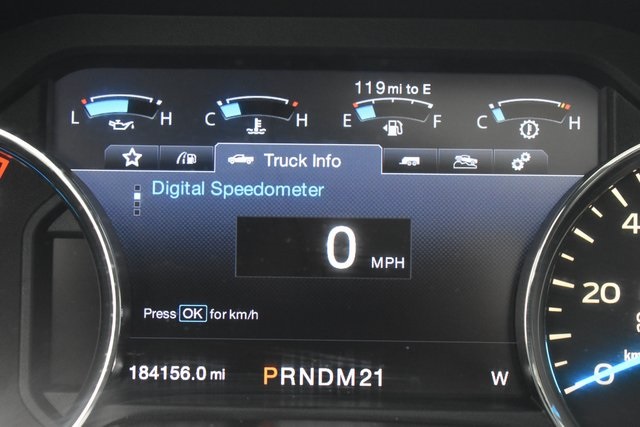 119 mi to E
L H C H E F C H
Truck Info
Digital Speedometer
0 MPH
Press OK for km/h
184156.0 mi PRNDM21 W
20
0